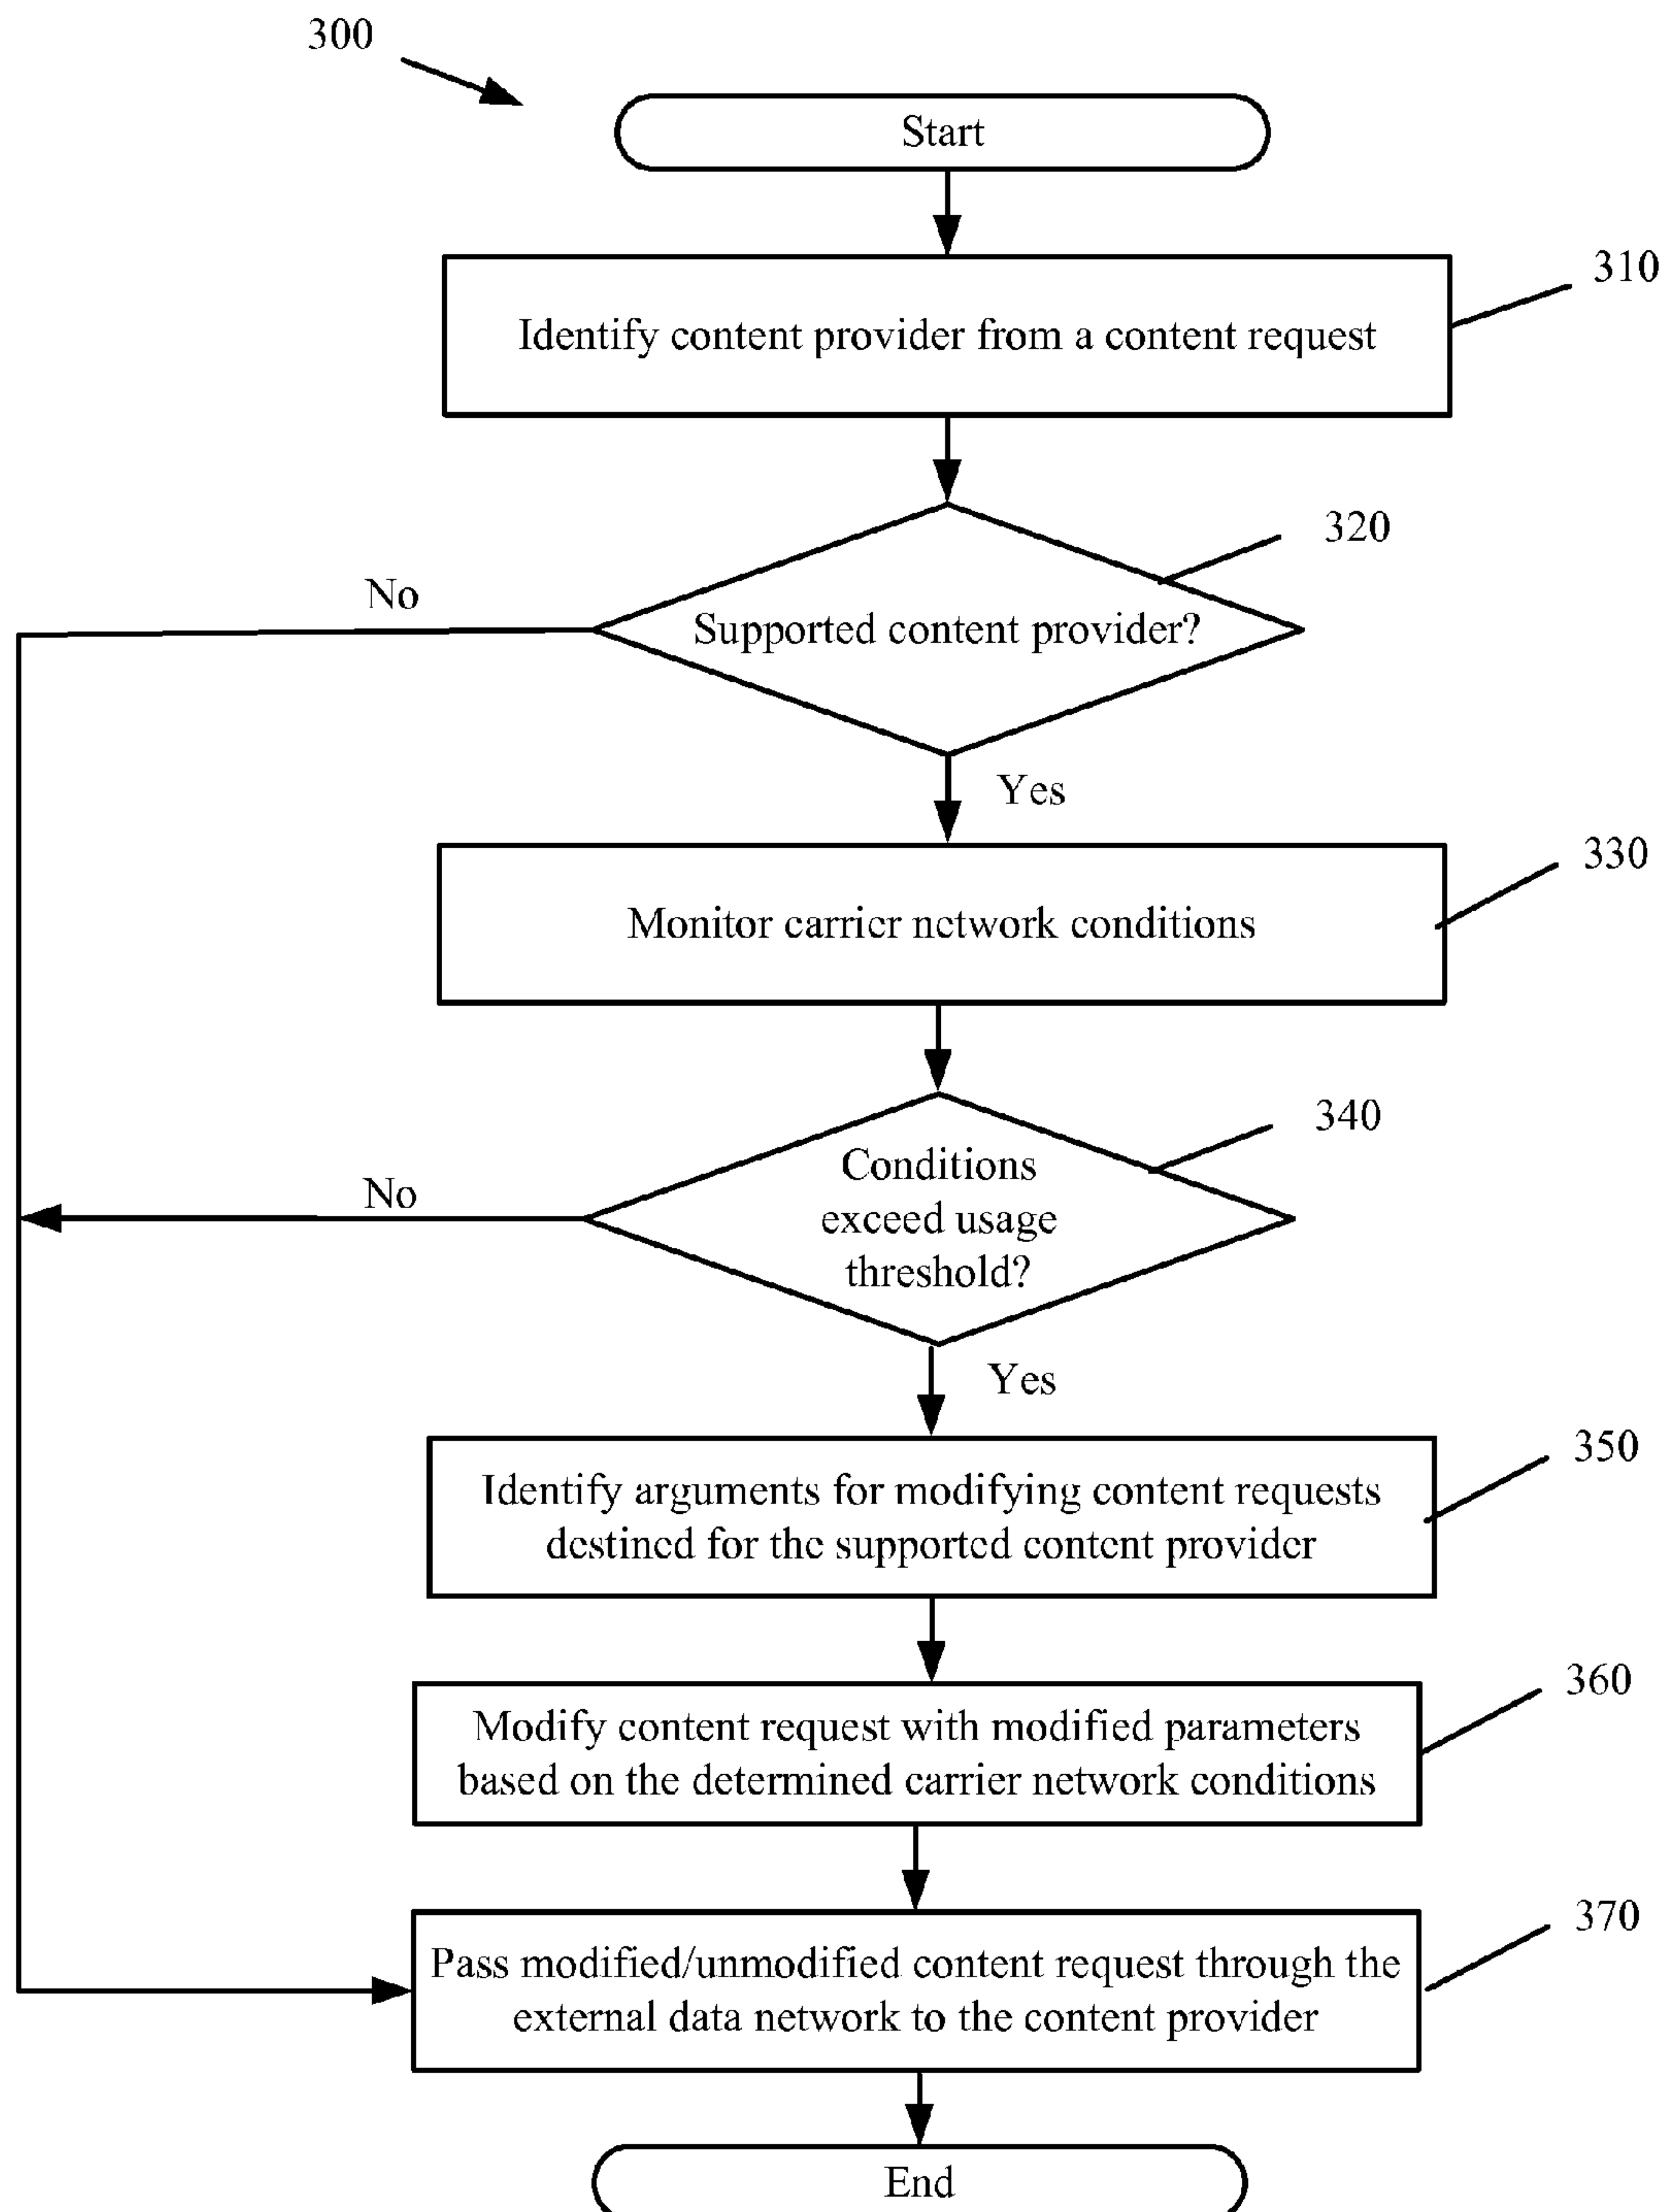 300
Start
310
Identify content provider from a content request
320
No
Supported content provider?
Yes
330
Monitor carrier network conditions
340
No
Conditions
exceed usage
threshold?
Yes
350
Identify arguments for modifying content requests
destined for the supported content provider
360
Modify content request with modified parameters
based on the determined carrier network conditions
370
Pass modified/unmodified content request through the
external data network to the content provider
End